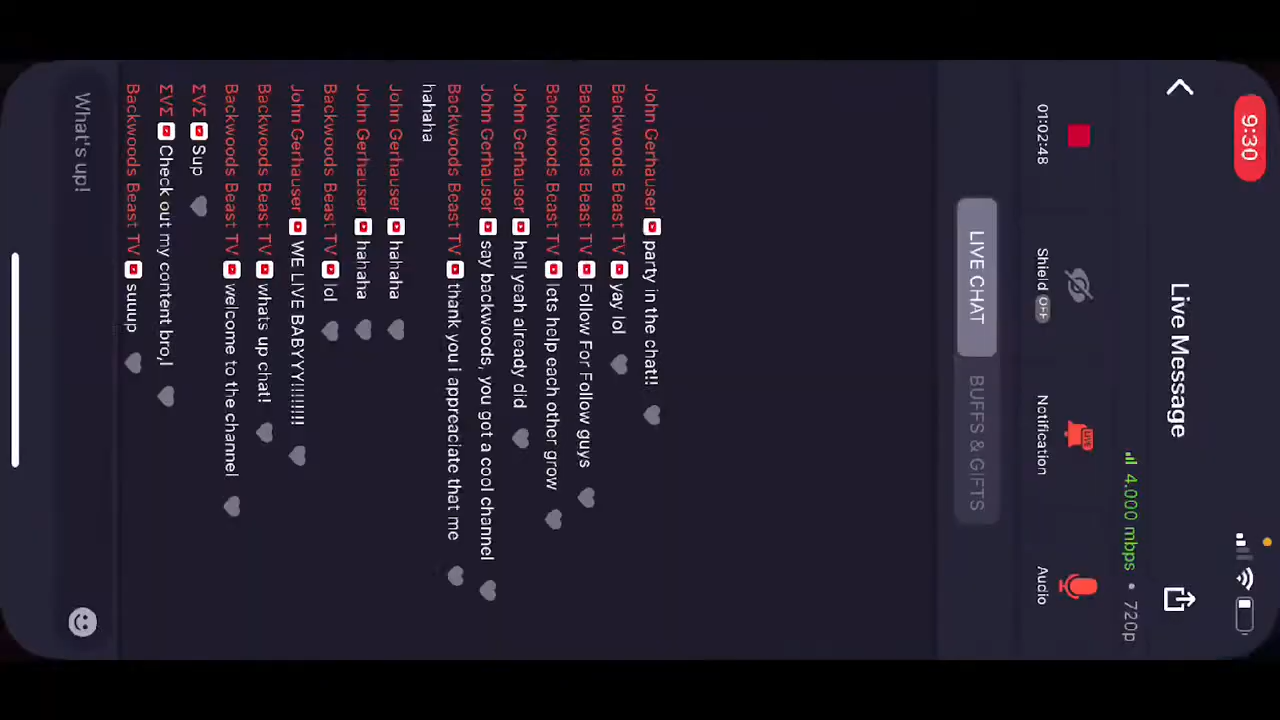 9:30
Live Message
4.000 mbps • 720p
01:02:48
Shield OFF
LIVE
Notification
Audio
LIVE CHAT
BUFFS & GIFTS
John Gerhauser party in the chat!!
Backwoods Beast TV yay lol
Backwoods Beast TV Follow For Follow guys
Backwoods Beast TV lets help each other grow
John Gerhauser hell yeah already did
John Gerhauser say backwoods, you got a cool channel
Backwoods Beast TV thank you i appreaciate that me
hahaha
John Gerhauser hahaha
John Gerhauser hahaha
Backwoods Beast TV lol
John Gerhauser WE LIVE BABYYY!!!!!!!!
Backwoods Beast TV whats up chat!
Backwoods Beast TV welcome to the channel
ΣVΣ Sup
ΣVΣ Check out my content bro,I
Backwoods Beast TV suuup
What's up!